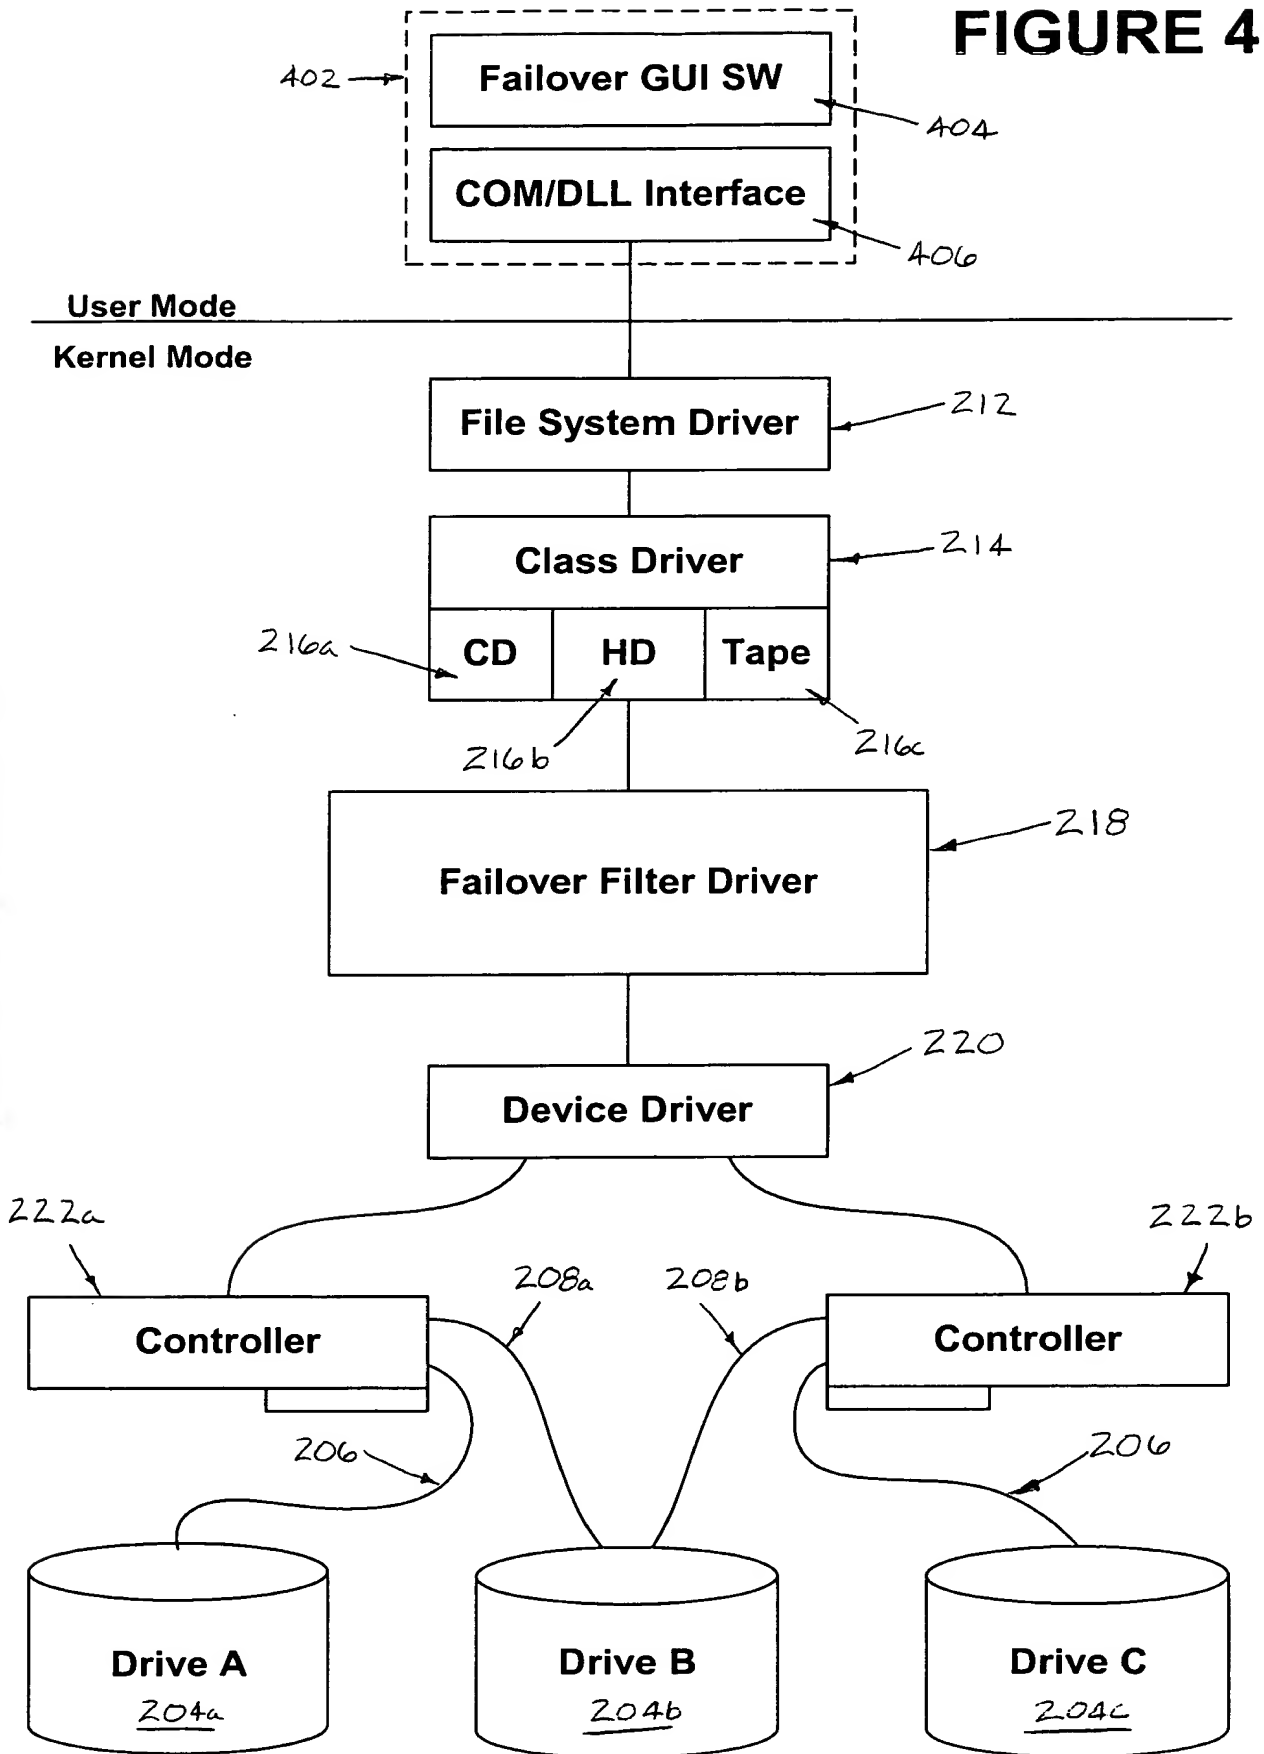 FIGURE 4
402
Failover GUI SW
404
COM/DLL Interface
406
User Mode
Kernel Mode
File System Driver
212
Class Driver
214
216a
CD
HD
Tape
216b
216c
218
Failover Filter Driver
220
Device Driver
222a
222b
208a
208b
Controller
Controller
206
206
Drive A
204a
Drive B
204b
Drive C
204c